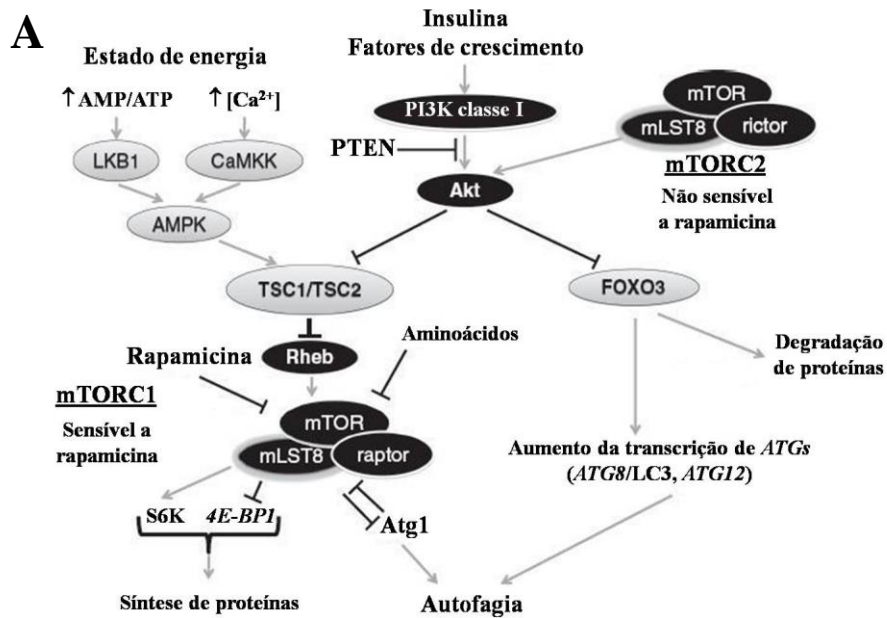 A
Insulina
Fatores de crescimento
Estado de energia
↑AMP/ATP
↑[Ca²⁺]
PI3K classe I
mTOR
mLST8
rictor
LKB1
CaMKK
PTEN
mTORC2
Akt
Não sensível
a rapamicina
AMPK
TSC1/TSC2
FOXO3
Aminoácidos
Degradação
de proteínas
Rapamicina
Rheb
mTORC1
Sensível a
rapamicina
mTOR
mLST8
raptor
Aumento da transcrição de ATGs
(ATG8/LC3, ATG12)
S6K
4E-BP1
Atg1
Síntese de proteínas
Autofagia